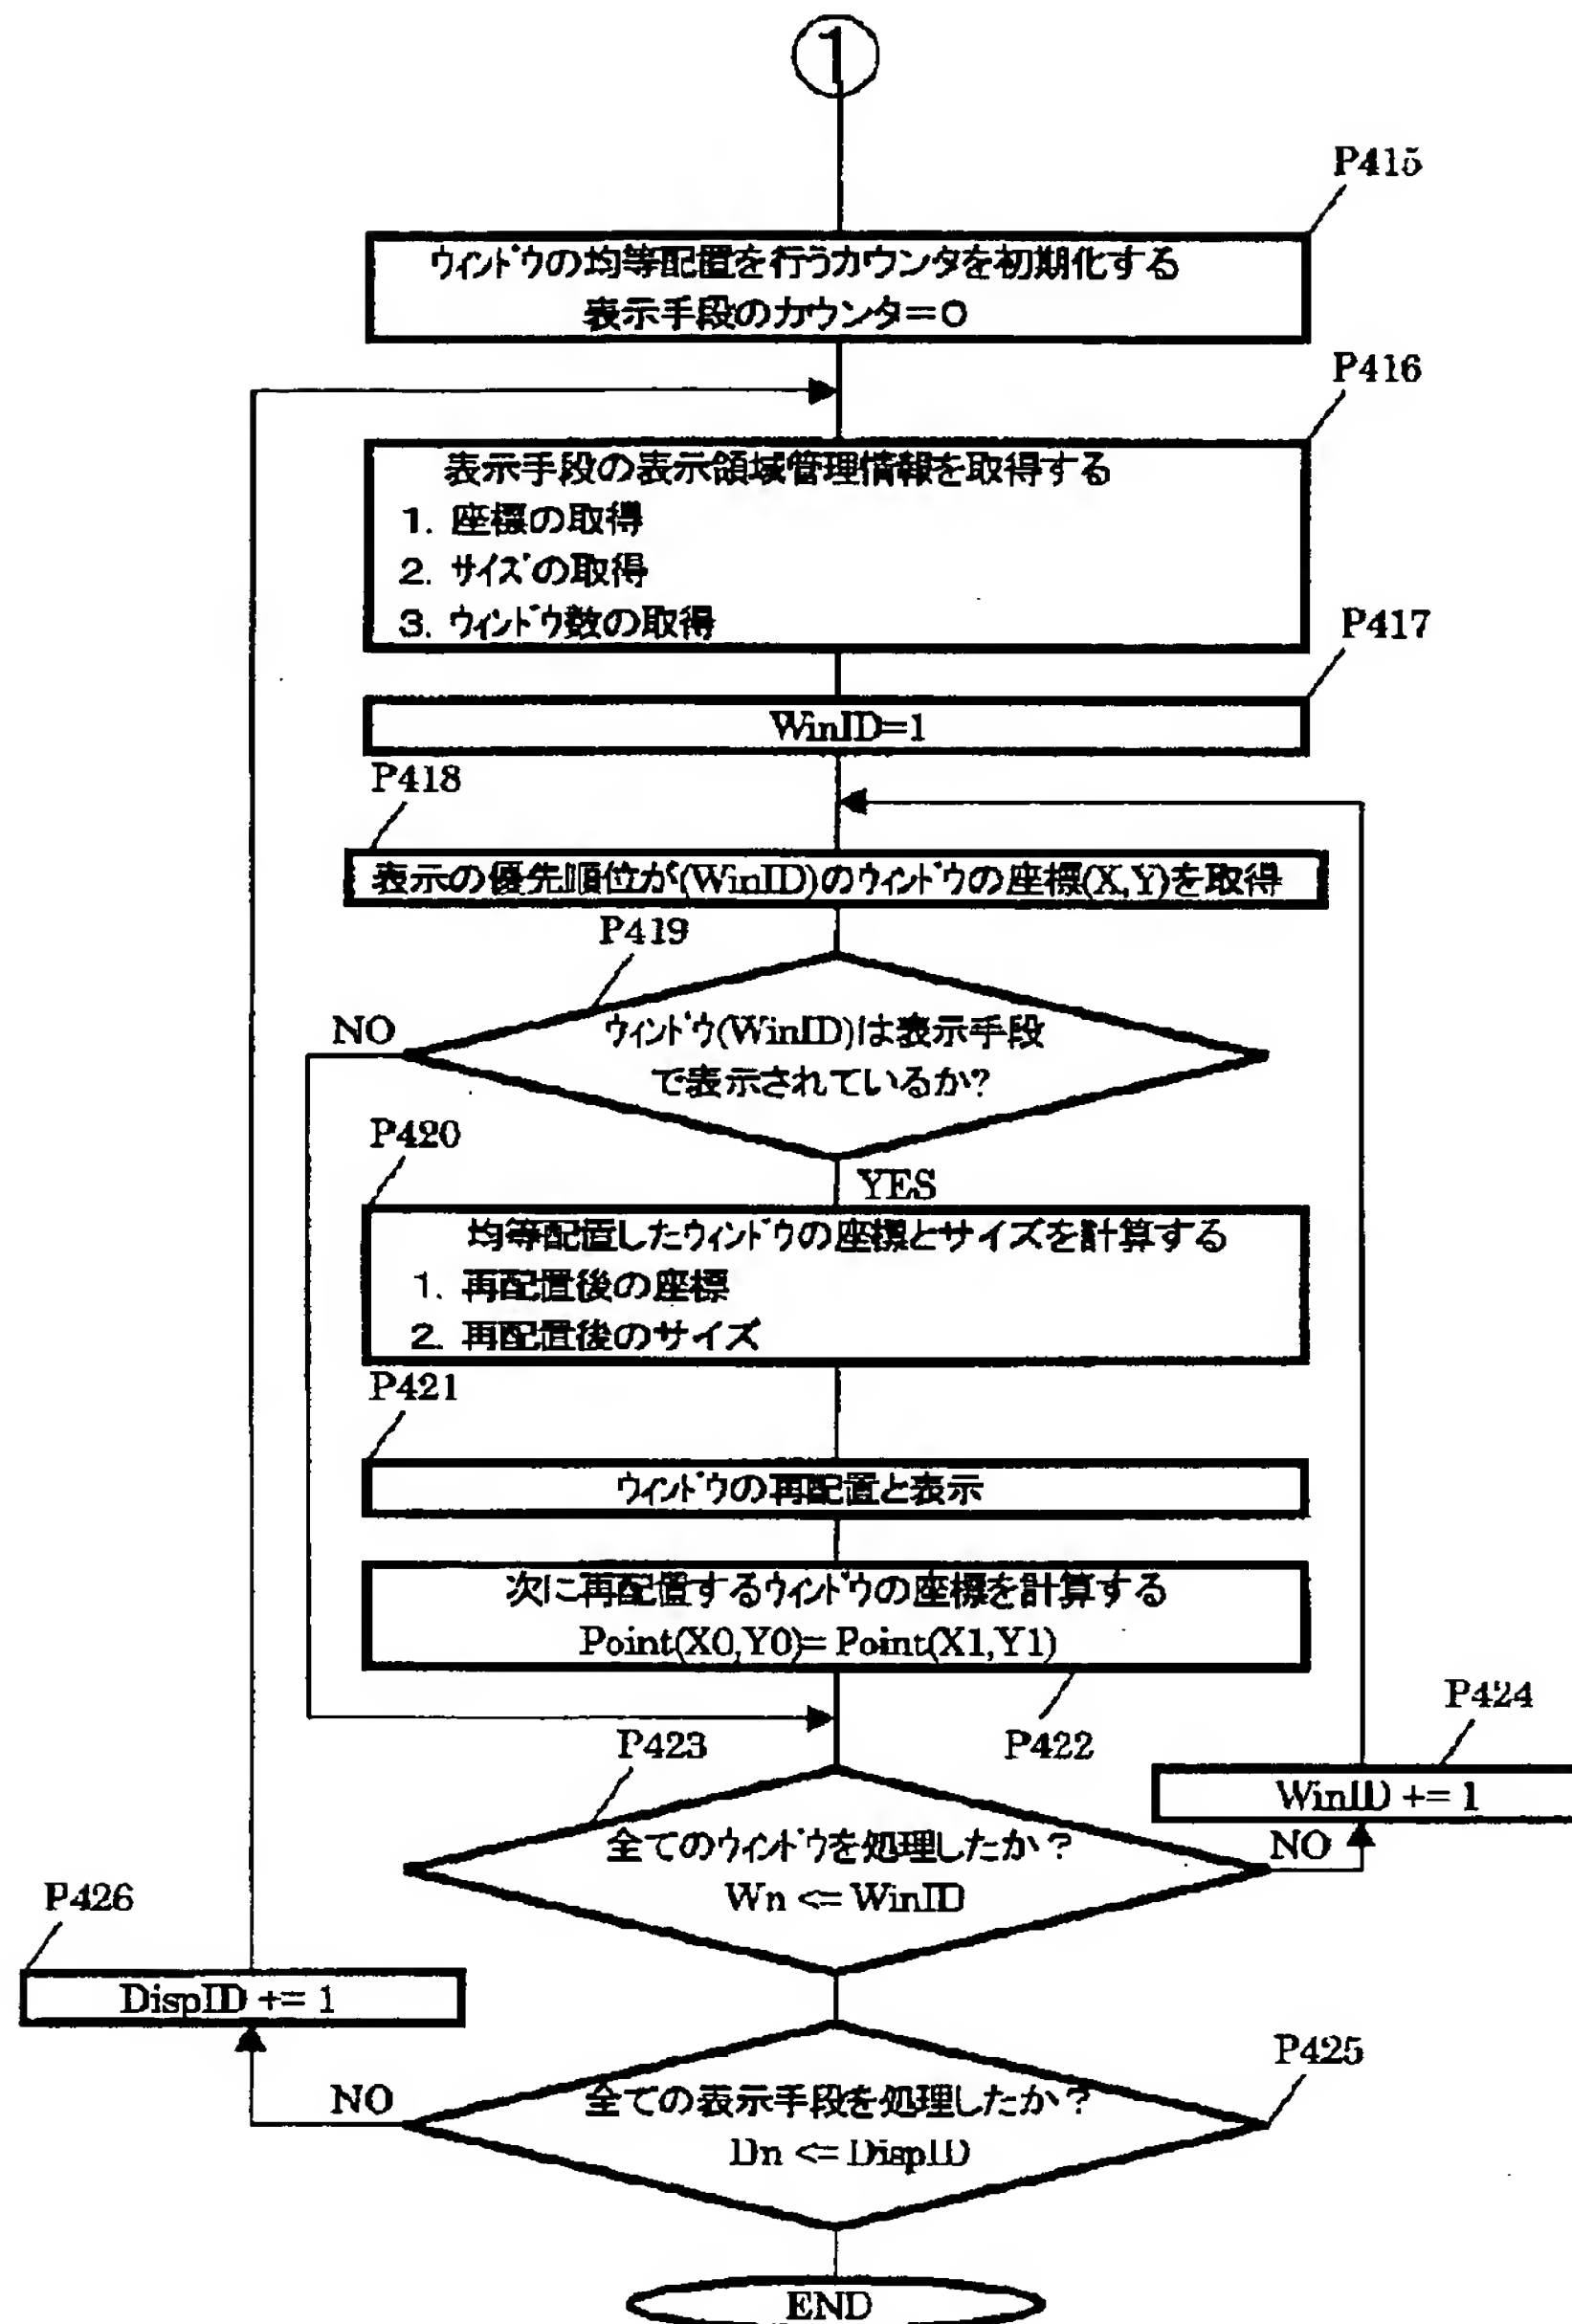 1
P415
ウィンドウの均等配置を行うカウンタを初期化する
表示手段のカウンタ＝0
P416
表示手段の表示領域管理情報を取得する
1. 座標の取得
2. サイズの取得
3. ウィンドウ数の取得
P417
WinID=1
P418
表示の優先順位が(WinID)のウィンドウの座標(X,Y)を取得
P419
NO
ウィンドウ(WinID)は表示手段
で表示されているか?
P420
YES
均等配置したウィンドウの座標とサイズを計算する
1. 再配置後の座標
2. 再配置後のサイズ
P421
ウィンドウの再配置と表示
次に再配置するウィンドウの座標を計算する
Point(X0,Y0)= Point(X1,Y1)
P422
P423
P424
WinID += 1
全てのウィンドウを処理したか？
Wn <= WinID
NO
P426
DispID += 1
P425
NO
全ての表示手段を処理したか？
Dn <= DispID
END